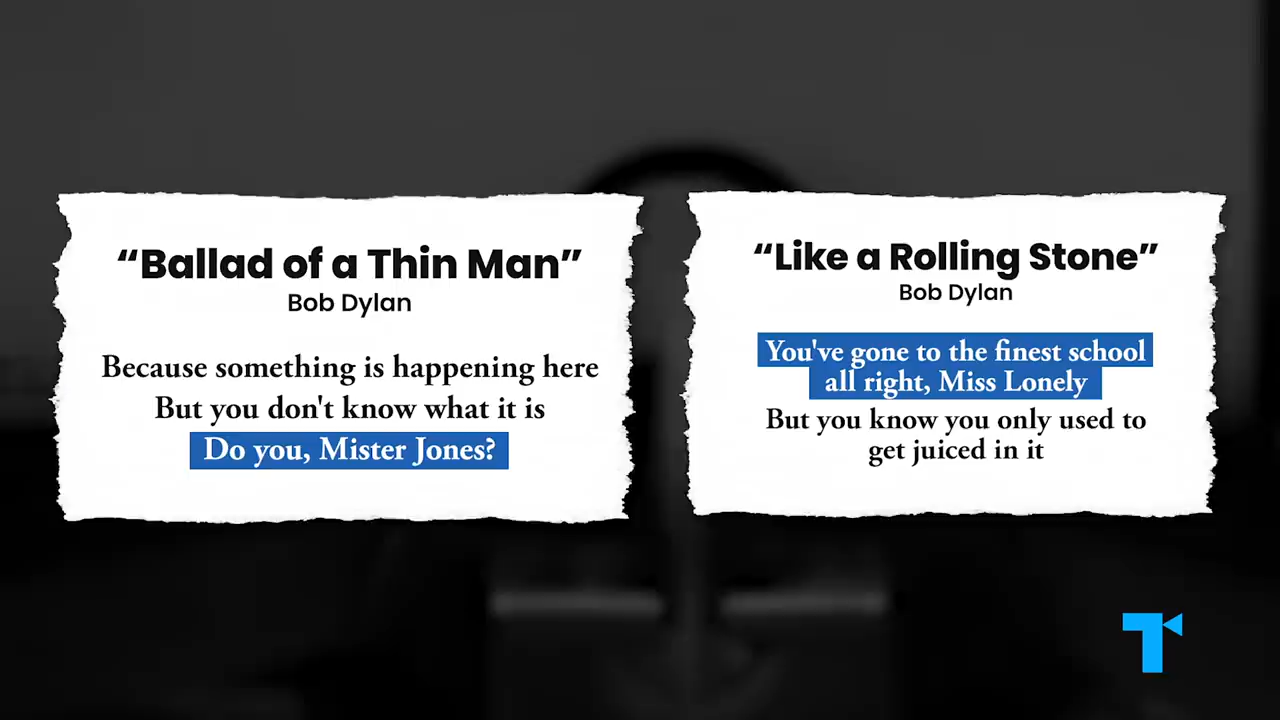 “Ballad of a Thin Man”
Bob Dylan
Because something is happening here
But you don't know what it is
Do you, Mister Jones?
“Like a Rolling Stone”
Bob Dylan
You've gone to the finest school
all right, Miss Lonely
But you know you only used to
get juiced in it